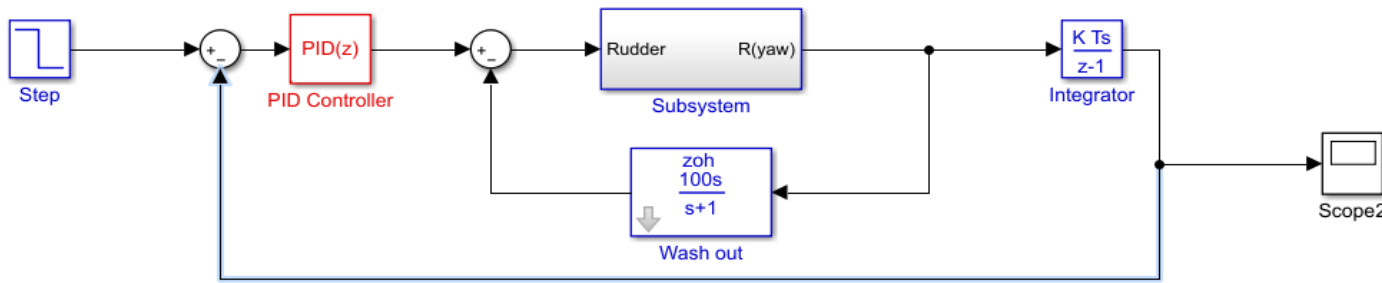 Step
+
−
PID(z)
PID Controller
+
−
Rudder
R(yaw)
Subsystem
K Ts
z-1
Integrator
zoh
100s
s+1
Wash out
Scope2